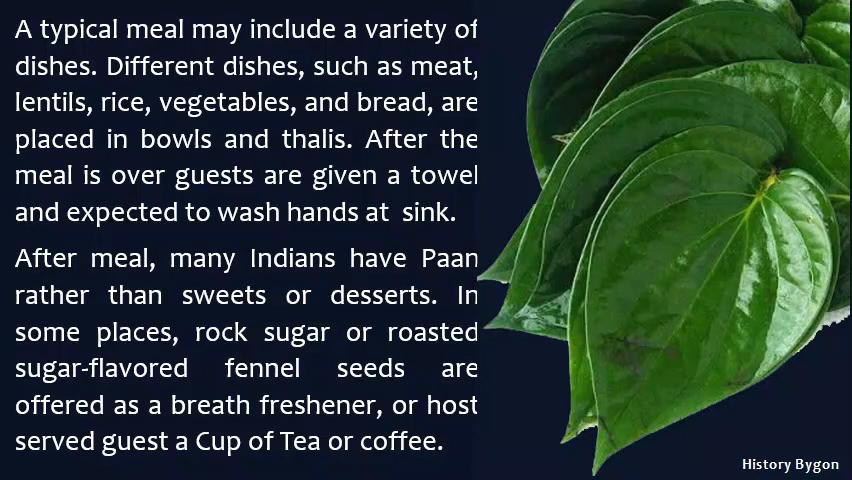 A typical meal may include a variety of
dishes. Different dishes, such as meat,
lentils, rice, vegetables, and bread, are
placed in bowls and thalis. After the
meal is over guests are given a towel
and expected to wash hands at sink.
After meal, many Indians have Paan
rather than sweets or desserts. In
some places, rock sugar or roasted
sugar-flavored fennel seeds are
offered as a breath freshener, or host
served guest a Cup of Tea or coffee.
History Bygon